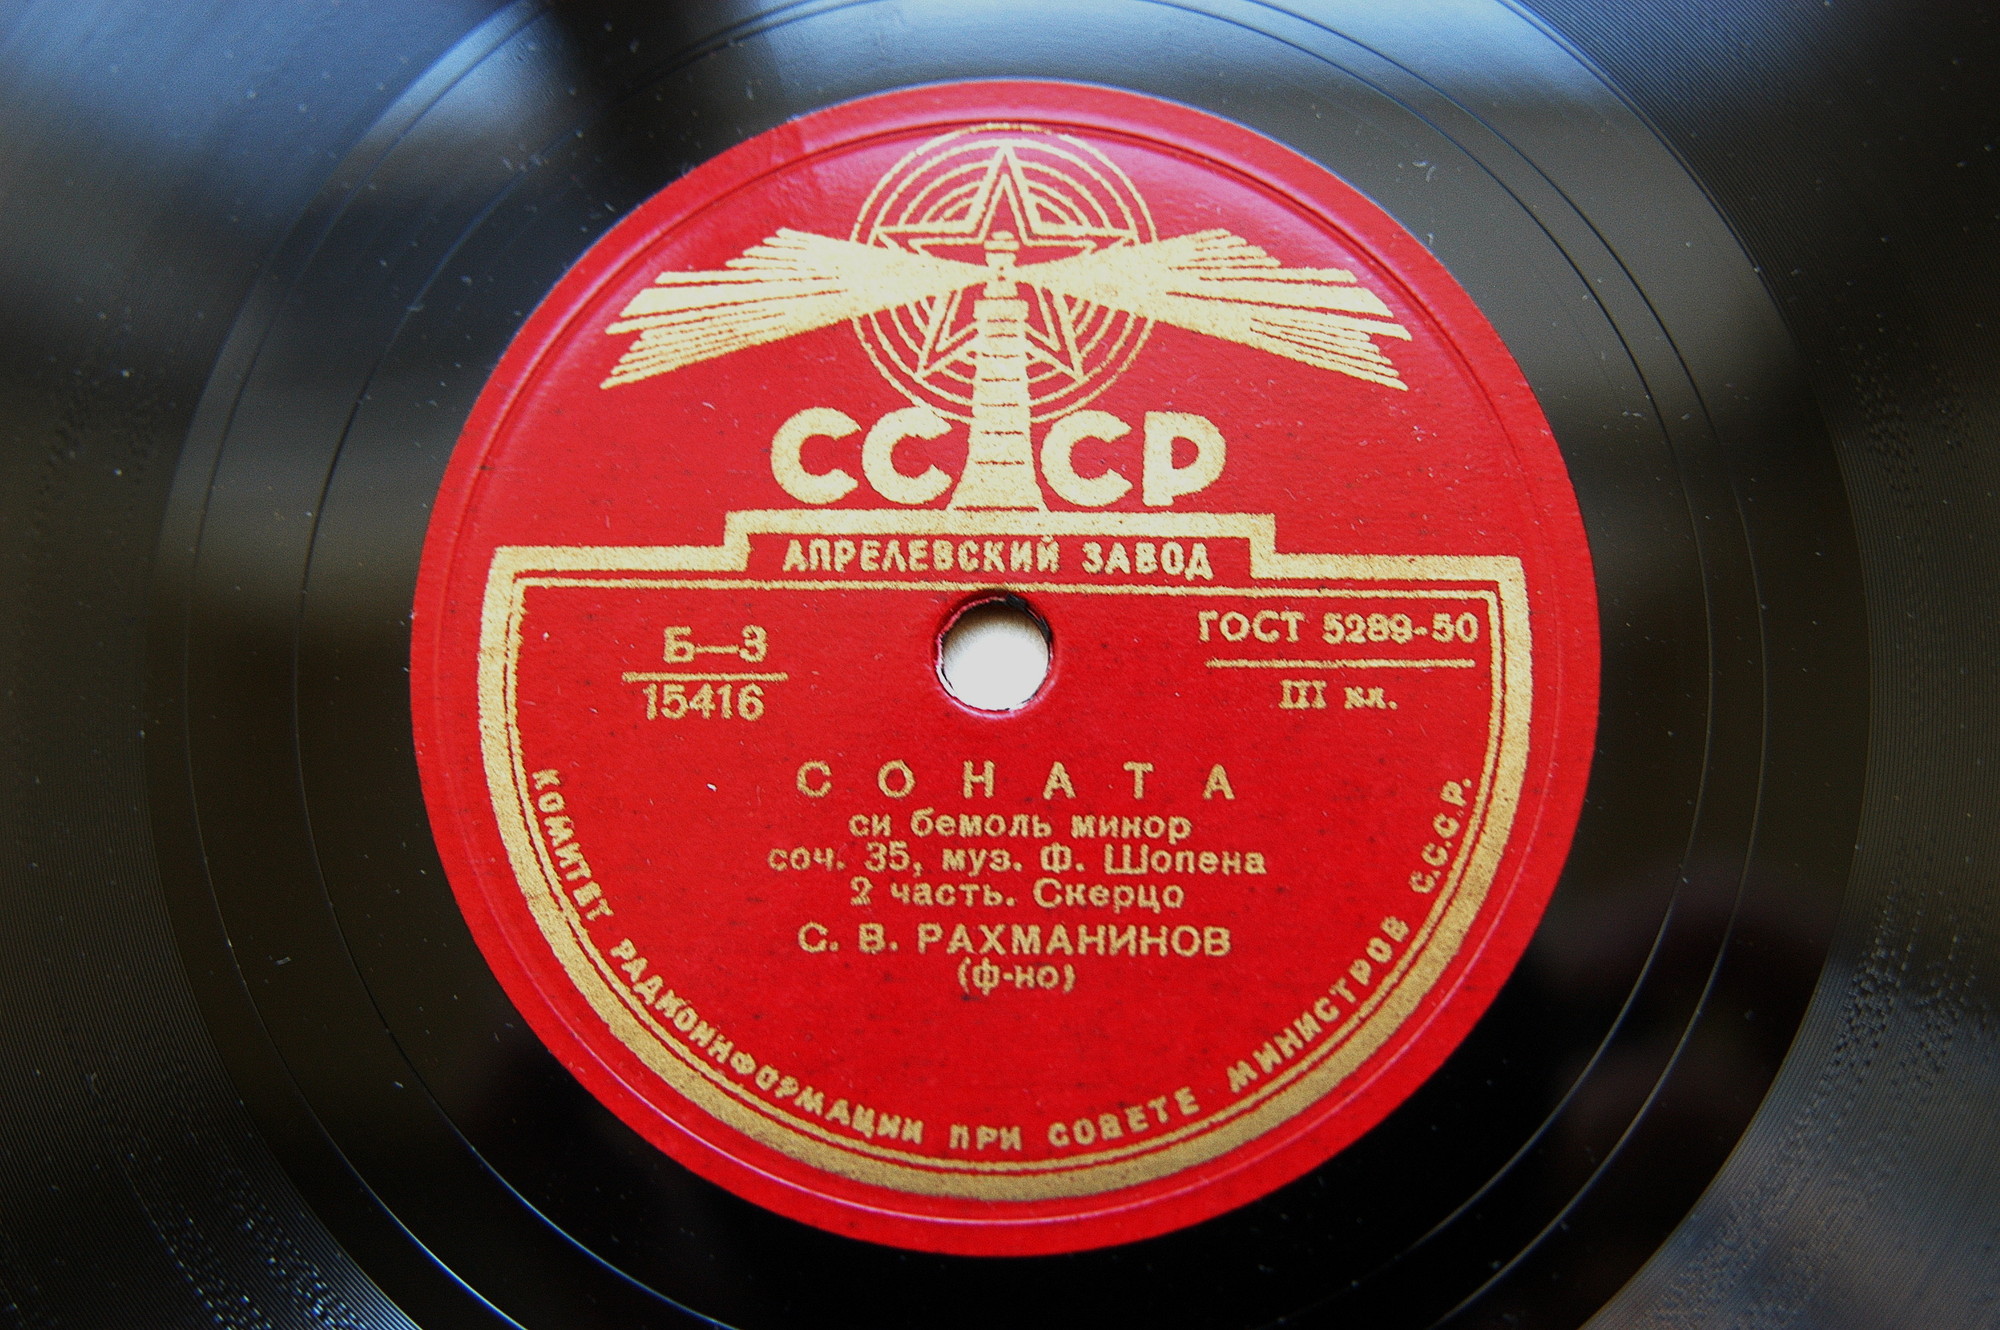 СССР
АПРЕЛЕВСКИЙ ЗАВОД
Б—3
15416
ГОСТ 5289-50
III кл.
СОНАТА
си бемоль минор
соч. 35, муз. Ф. Шопена
2 часть. Скерцо
С. В. РАХМАНИНОВ
(ф-но)
КОМИТЕТ РАДИОИНФОРМАЦИИ ПРИ СОВЕТЕ МИНИСТРОВ С.С.С.Р.